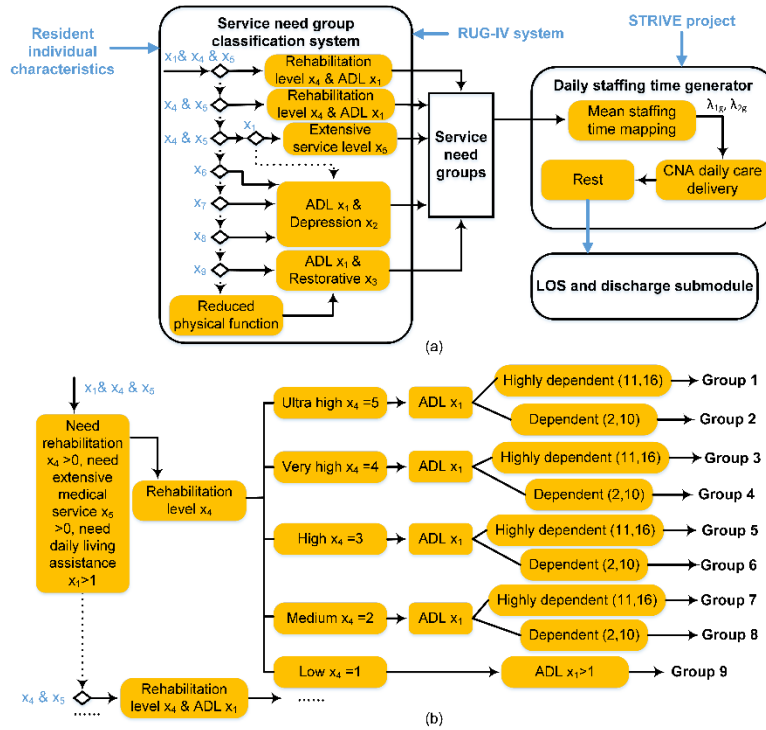 Resident
individual
characteristics
Service need group
classification system
RUG-IV system
STRIVE project
x1& x4 & x5
Rehabilitation
level x4 & ADL x1
x4 & x5
Rehabilitation
level x4 & ADL x1
x4 & x5
x1
Extensive
service level x5
x6
x7
x8
ADL x1 &
Depression x2
x9
ADL x1 &
Restorative x3
Reduced
physical function
Service
need
groups
Daily staffing time generator
Mean staffing
time mapping
λ1g, λ2g
CNA daily care
delivery
Rest
LOS and discharge submodule
(a)
x1& x4 & x5
Need
rehabilitation
x4 >0, need
extensive
medical
service x5
>0, need
daily living
assistance
x1>1
Rehabilitation
level x4
Ultra high x4 =5
ADL x1
Highly dependent (11,16)
Group 1
Dependent (2,10)
Group 2
Very high x4 =4
ADL x1
Highly dependent (11,16)
Group 3
Dependent (2,10)
Group 4
High x4 =3
ADL x1
Highly dependent (11,16)
Group 5
Dependent (2,10)
Group 6
Medium x4 =2
ADL x1
Highly dependent (11,16)
Group 7
Dependent (2,10)
Group 8
Low x4 =1
ADL x1>1
Group 9
x4 & x5
Rehabilitation
level x4 & ADL x1
......
......
(b)